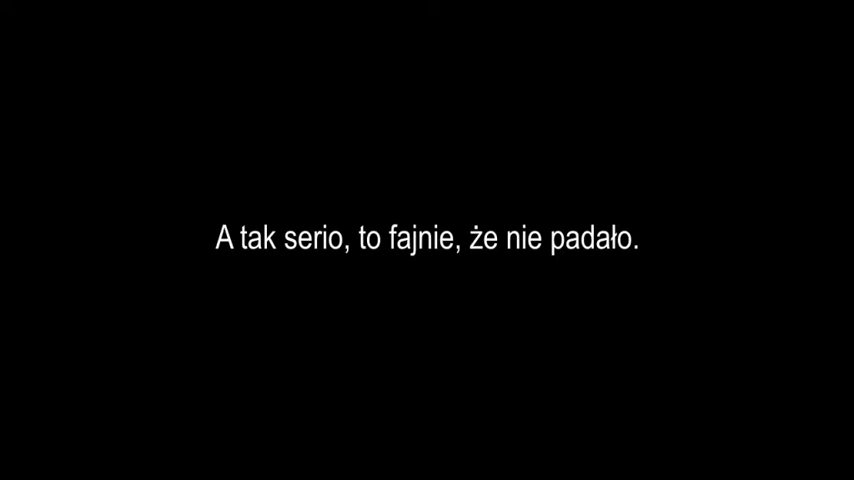 A tak serio, to fajnie, że nie padało.